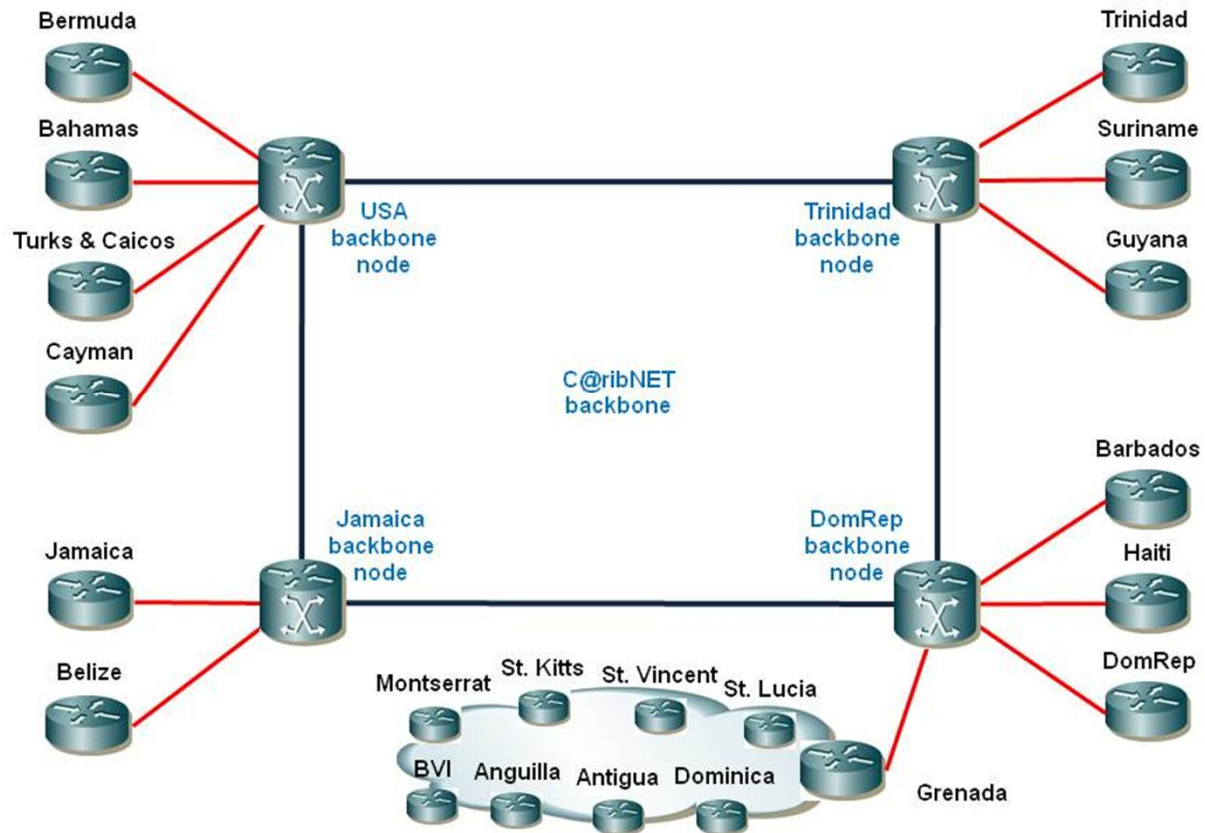 Bermuda
Trinidad
Bahamas
Suriname
USA
backbone
node
Trinidad
backbone
node
Turks & Caicos
Guyana
Cayman
C@ribNET
backbone
Barbados
Jamaica
backbone
node
DomRep
backbone
node
Jamaica
Haiti
Belize
DomRep
Montserrat
St. Kitts
St. Vincent
St. Lucia
BVI
Anguilla
Antigua
Dominica
Grenada